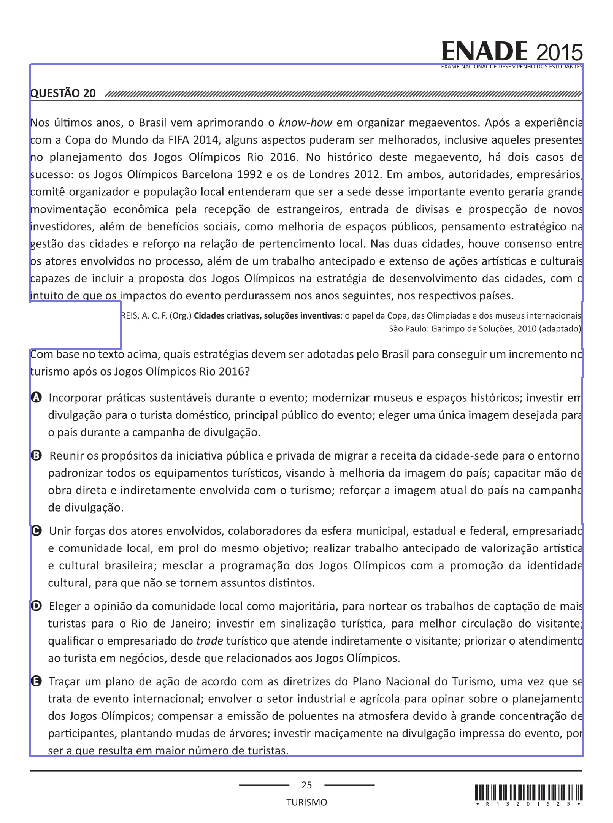 ENADE 2015
EXAME NACIONAL DE DESEMPENHO DOS ESTUDANTES
QUESTÃO 20
Nos últimos anos, o Brasil vem aprimorando o know-how em organizar megaeventos. Após a experiência
com a Copa do Mundo da FIFA 2014, alguns aspectos puderam ser melhorados, inclusive aqueles presentes
no planejamento dos Jogos Olímpicos Rio 2016. No histórico deste megaevento, há dois casos de
sucesso: os Jogos Olímpicos Barcelona 1992 e os de Londres 2012. Em ambos, autoridades, empresários,
comitê organizador e população local entenderam que ser a sede desse importante evento geraria grande
movimentação econômica pela recepção de estrangeiros, entrada de divisas e prospecção de novos
investidores, além de benefícios sociais, como melhoria de espaços públicos, pensamento estratégico na
gestão das cidades e reforço na relação de pertencimento local. Nas duas cidades, houve consenso entre
os atores envolvidos no processo, além de um trabalho antecipado e extenso de ações artísticas e culturais
capazes de incluir a proposta dos Jogos Olímpicos na estratégia de desenvolvimento das cidades, com o
intuito de que os impactos do evento perdurassem nos anos seguintes, nos respectivos países.
REIS, A. C. F. (Org.) Cidades criativas, soluções inventivas: o papel da Copa, das Olimpíadas e dos museus internacionais
São Paulo: Garimpo de Soluções, 2010 (adaptado)
Com base no texto acima, quais estratégias devem ser adotadas pelo Brasil para conseguir um incremento no
turismo após os Jogos Olímpicos Rio 2016?
A Incorporar práticas sustentáveis durante o evento; modernizar museus e espaços históricos; investir em
divulgação para o turista doméstico, principal público do evento; eleger uma única imagem desejada para
o país durante a campanha de divulgação.
B Reunir os propósitos da iniciativa pública e privada de migrar a receita da cidade-sede para o entorno
padronizar todos os equipamentos turísticos, visando à melhoria da imagem do país; capacitar mão de
obra direta e indiretamente envolvida com o turismo; reforçar a imagem atual do país na campanha
de divulgação.
C Unir forças dos atores envolvidos, colaboradores da esfera municipal, estadual e federal, empresariado
e comunidade local, em prol do mesmo objetivo; realizar trabalho antecipado de valorização artística
e cultural brasileira; mesclar a programação dos Jogos Olímpicos com a promoção da identidade
cultural, para que não se tornem assuntos distintos.
D Eleger a opinião da comunidade local como majoritária, para nortear os trabalhos de captação de mais
turistas para o Rio de Janeiro; investir em sinalização turística, para melhor circulação do visitante;
qualificar o empresariado do trade turístico que atende indiretamente o visitante; priorizar o atendimento
ao turista em negócios, desde que relacionados aos Jogos Olímpicos.
E Traçar um plano de ação de acordo com as diretrizes do Plano Nacional do Turismo, uma vez que se
trata de evento internacional; envolver o setor industrial e agrícola para opinar sobre o planejamento
dos Jogos Olímpicos; compensar a emissão de poluentes na atmosfera devido à grande concentração de
participantes, plantando mudas de árvores; investir maciçamente na divulgação impressa do evento, por
ser a que resulta em maior número de turistas.
25
TURISMO
*R1320152 5*